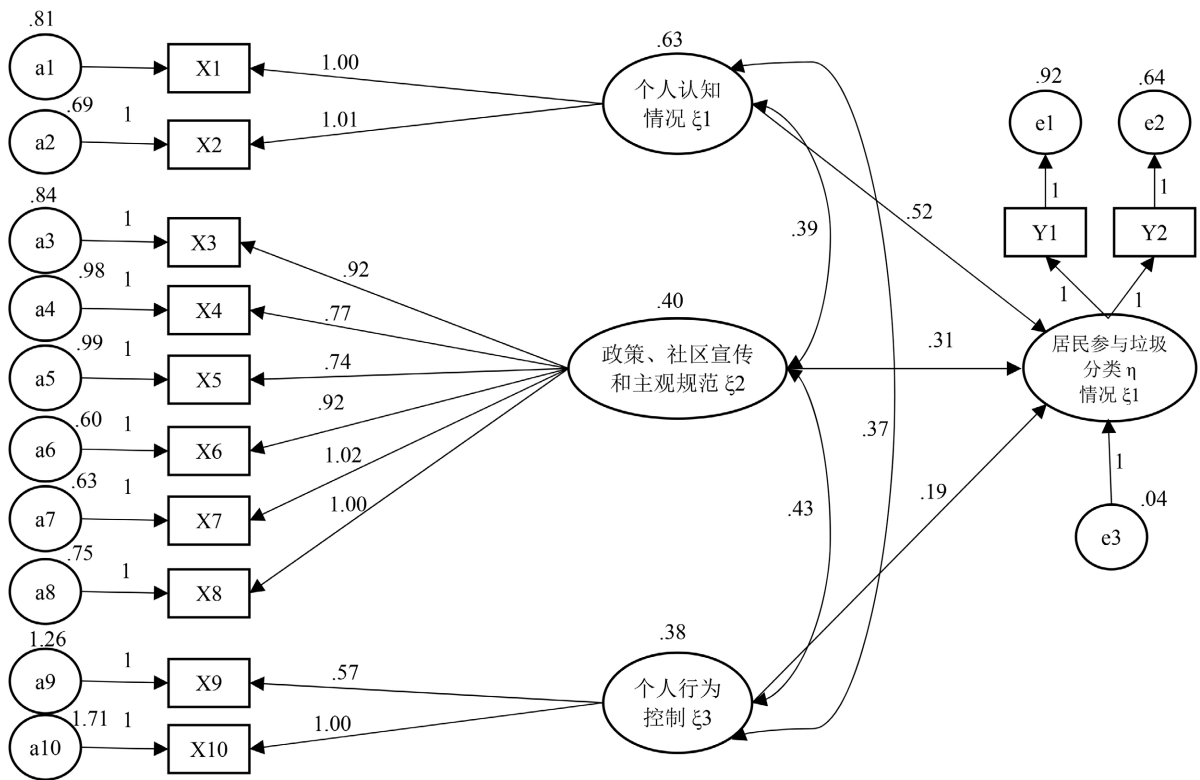 .81
a1
X1
1.00
.63
个人认知
情况 ξ1
.69
1
a2
X2
1.01
.92
e1
.64
e2
1
1
Y1
Y2
1
1
.84
1
a3
X3
.92
.39
.52
.98
1
a4
X4
.77
.40
政策、社区宣传
和主观规范 ξ2
.31
居民参与垃圾
分类 η
情况 ξ1
.99
1
a5
X5
.74
.60
1
a6
X6
.92
.37
.63
1
a7
X7
1.02
.43
.19
1
.04
e3
.75
1
a8
X8
1.00
1.26
1
a9
X9
.57
.38
个人行为
控制 ξ3
1.71
1
a10
X10
1.00